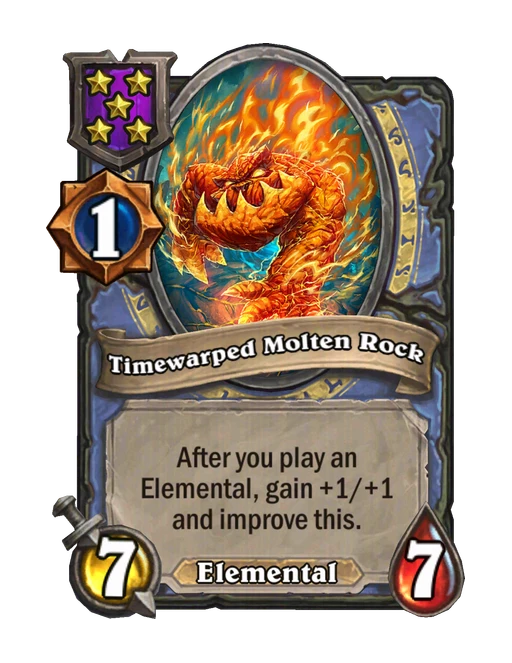 1
Timewarped Molten Rock
After you play an
Elemental, gain +1/+1
and improve this.
7
Elemental
7